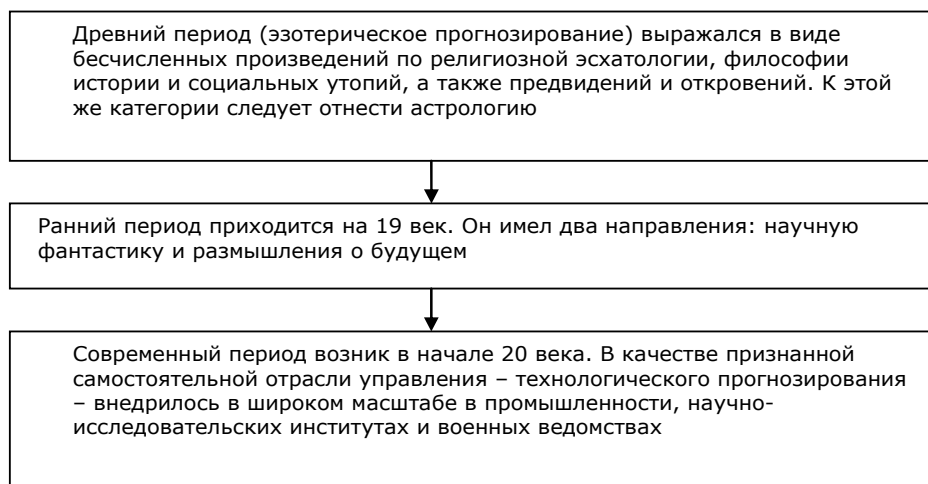 Древний период (эзотерическое прогнозирование) выражался в виде
бесчисленных произведений по религиозной эсхатологии, философии
истории и социальных утопий, а также предвидений и откровений. К этой
же категории следует отнести астрологию
Ранний период приходится на 19 век. Он имел два направления: научную
фантастику и размышления о будущем
Современный период возник в начале 20 века. В качестве признанной
самостоятельной отрасли управления – технологического прогнозирования
– внедрилось в широком масштабе в промышленности, научно-
исследовательских институтах и военных ведомствах